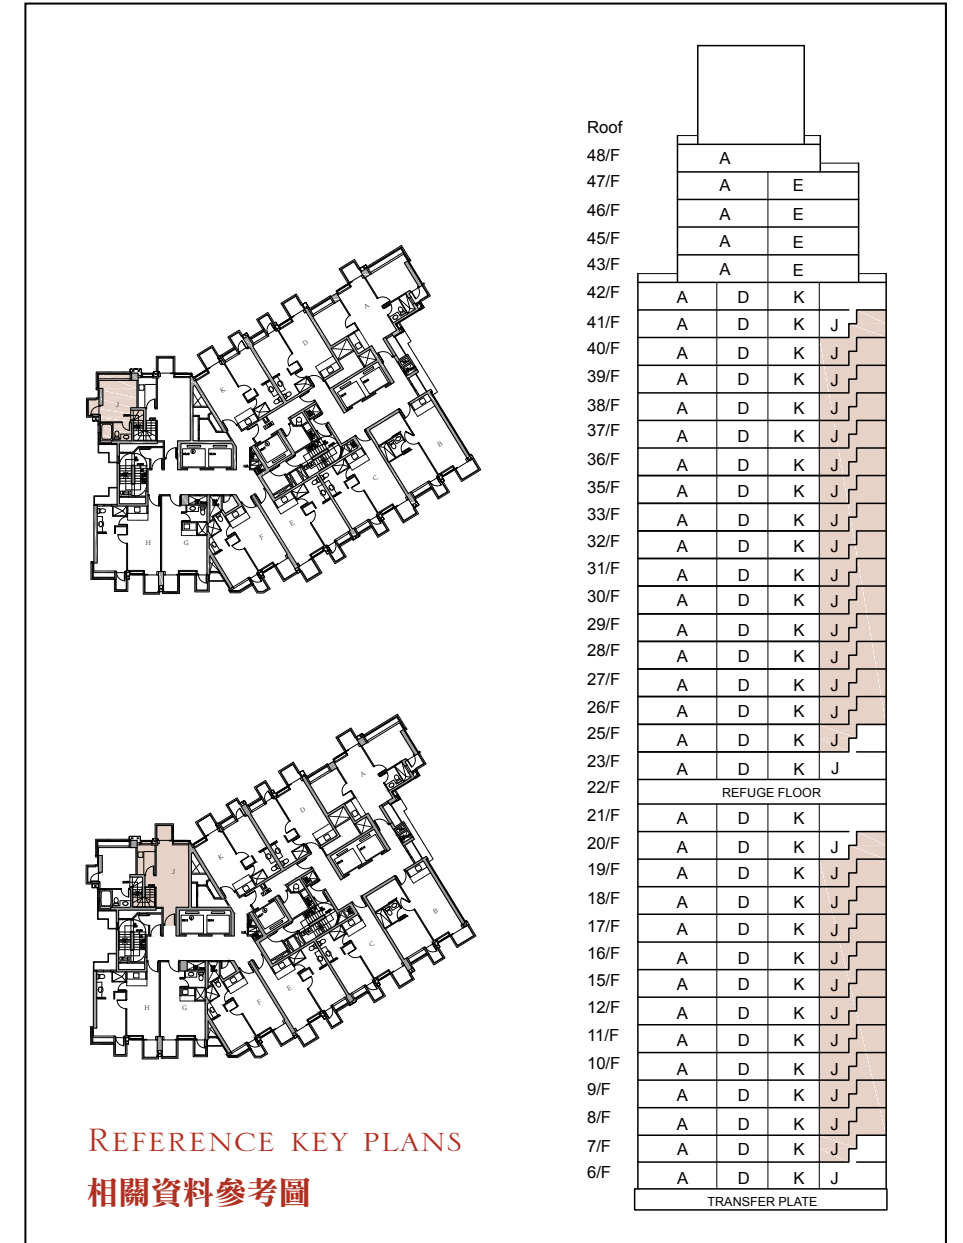 Roof
48/F A
47/F A E
46/F A E
45/F A E
43/F A E
42/F A D K
41/F A D K J
40/F A D K J
39/F A D K J
38/F A D K J
37/F A D K J
36/F A D K J
35/F A D K J
33/F A D K J
32/F A D K J
31/F A D K J
30/F A D K J
29/F A D K J
28/F A D K J
27/F A D K J
26/F A D K J
25/F A D K J
23/F A D K J
22/F REFUGE FLOOR
21/F A D K
20/F A D K J
19/F A D K J
18/F A D K J
17/F A D K J
16/F A D K J
15/F A D K J
12/F A D K J
11/F A D K J
10/F A D K J
9/F A D K J
8/F A D K J
7/F A D K J
6/F A D K J
TRANSFER PLATE
A
D
K
J
B
C
E
F
G
H
A
D
K
J
B
C
E
F
G
H
REFERENCE KEY PLANS
相關資料參考圖